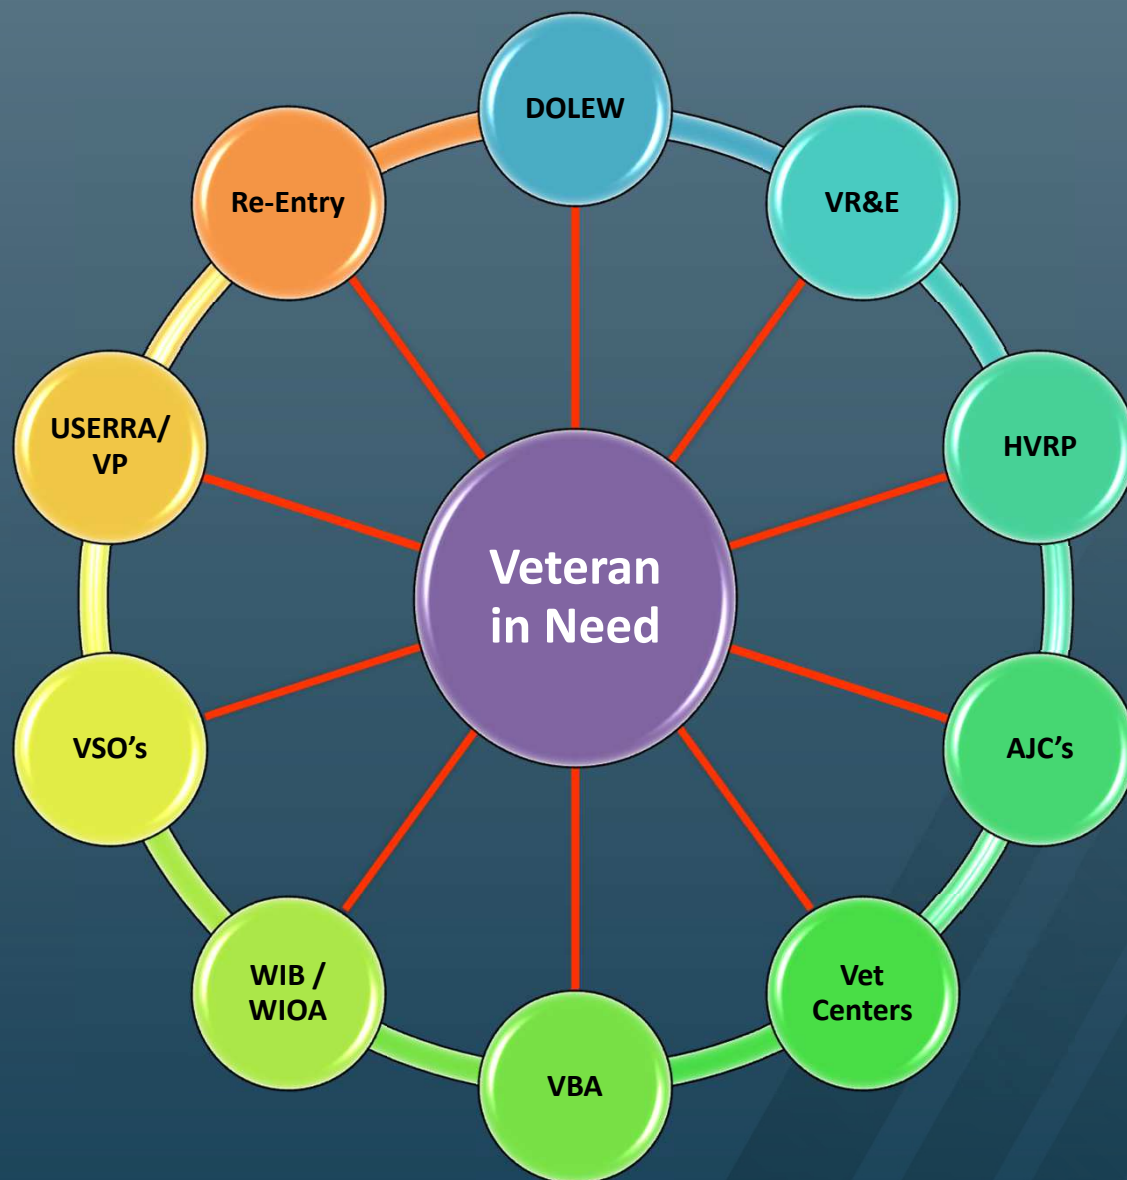 DOLEW
VR&E
HVRP
AJC's
Vet
Centers
VBA
WIB /
WIOA
VSO's
USERRA/
VP
Re-Entry
Veteran
in Need